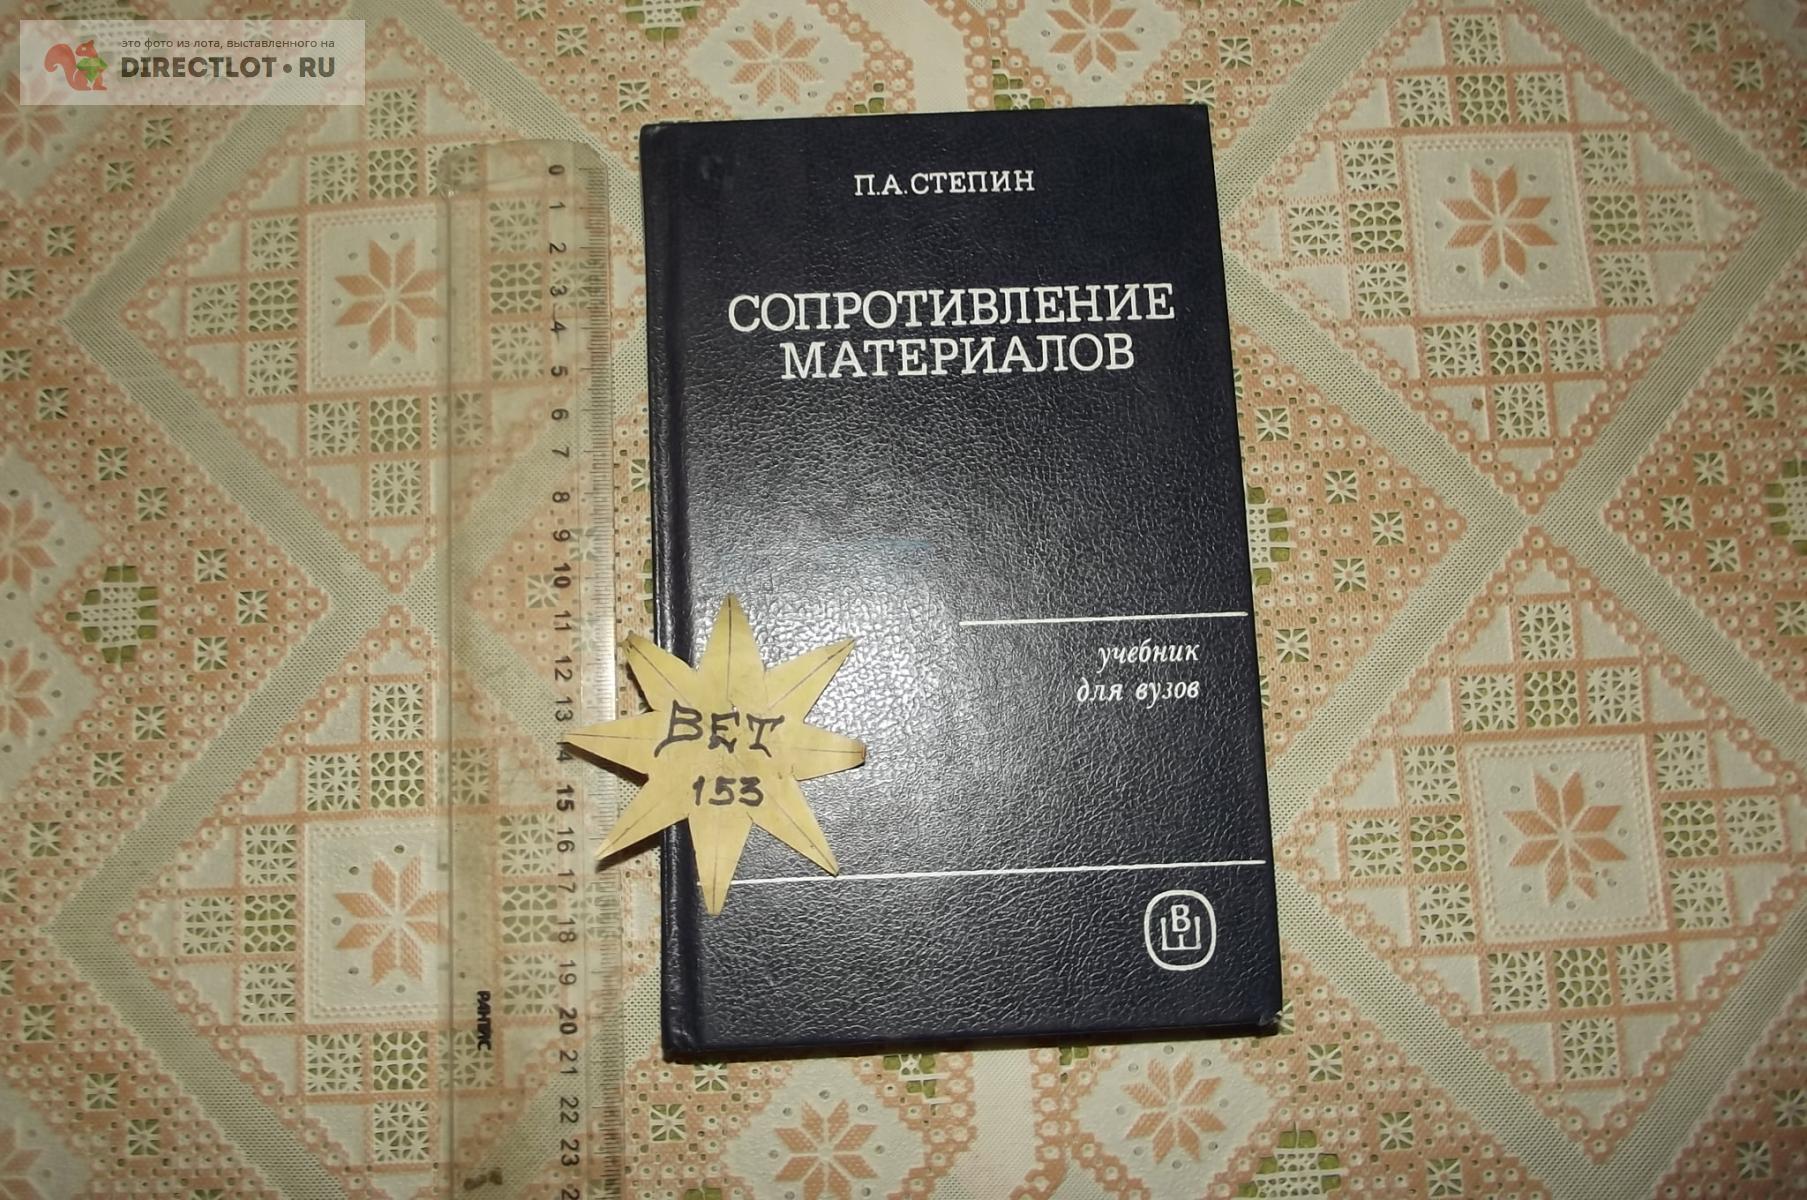 это фото из лота, выставленного на
DIRECTLOT•RU
П.А.СТЕПИН
СОПРОТИВЛЕНИЕ
МАТЕРИАЛОВ
учебник
для вузов
ВЕТ
153
ВШ
0
1
2
3
4
5
6
7
8
9
10
11
12
13
14
15
16
17
18
19
20
21
22
23